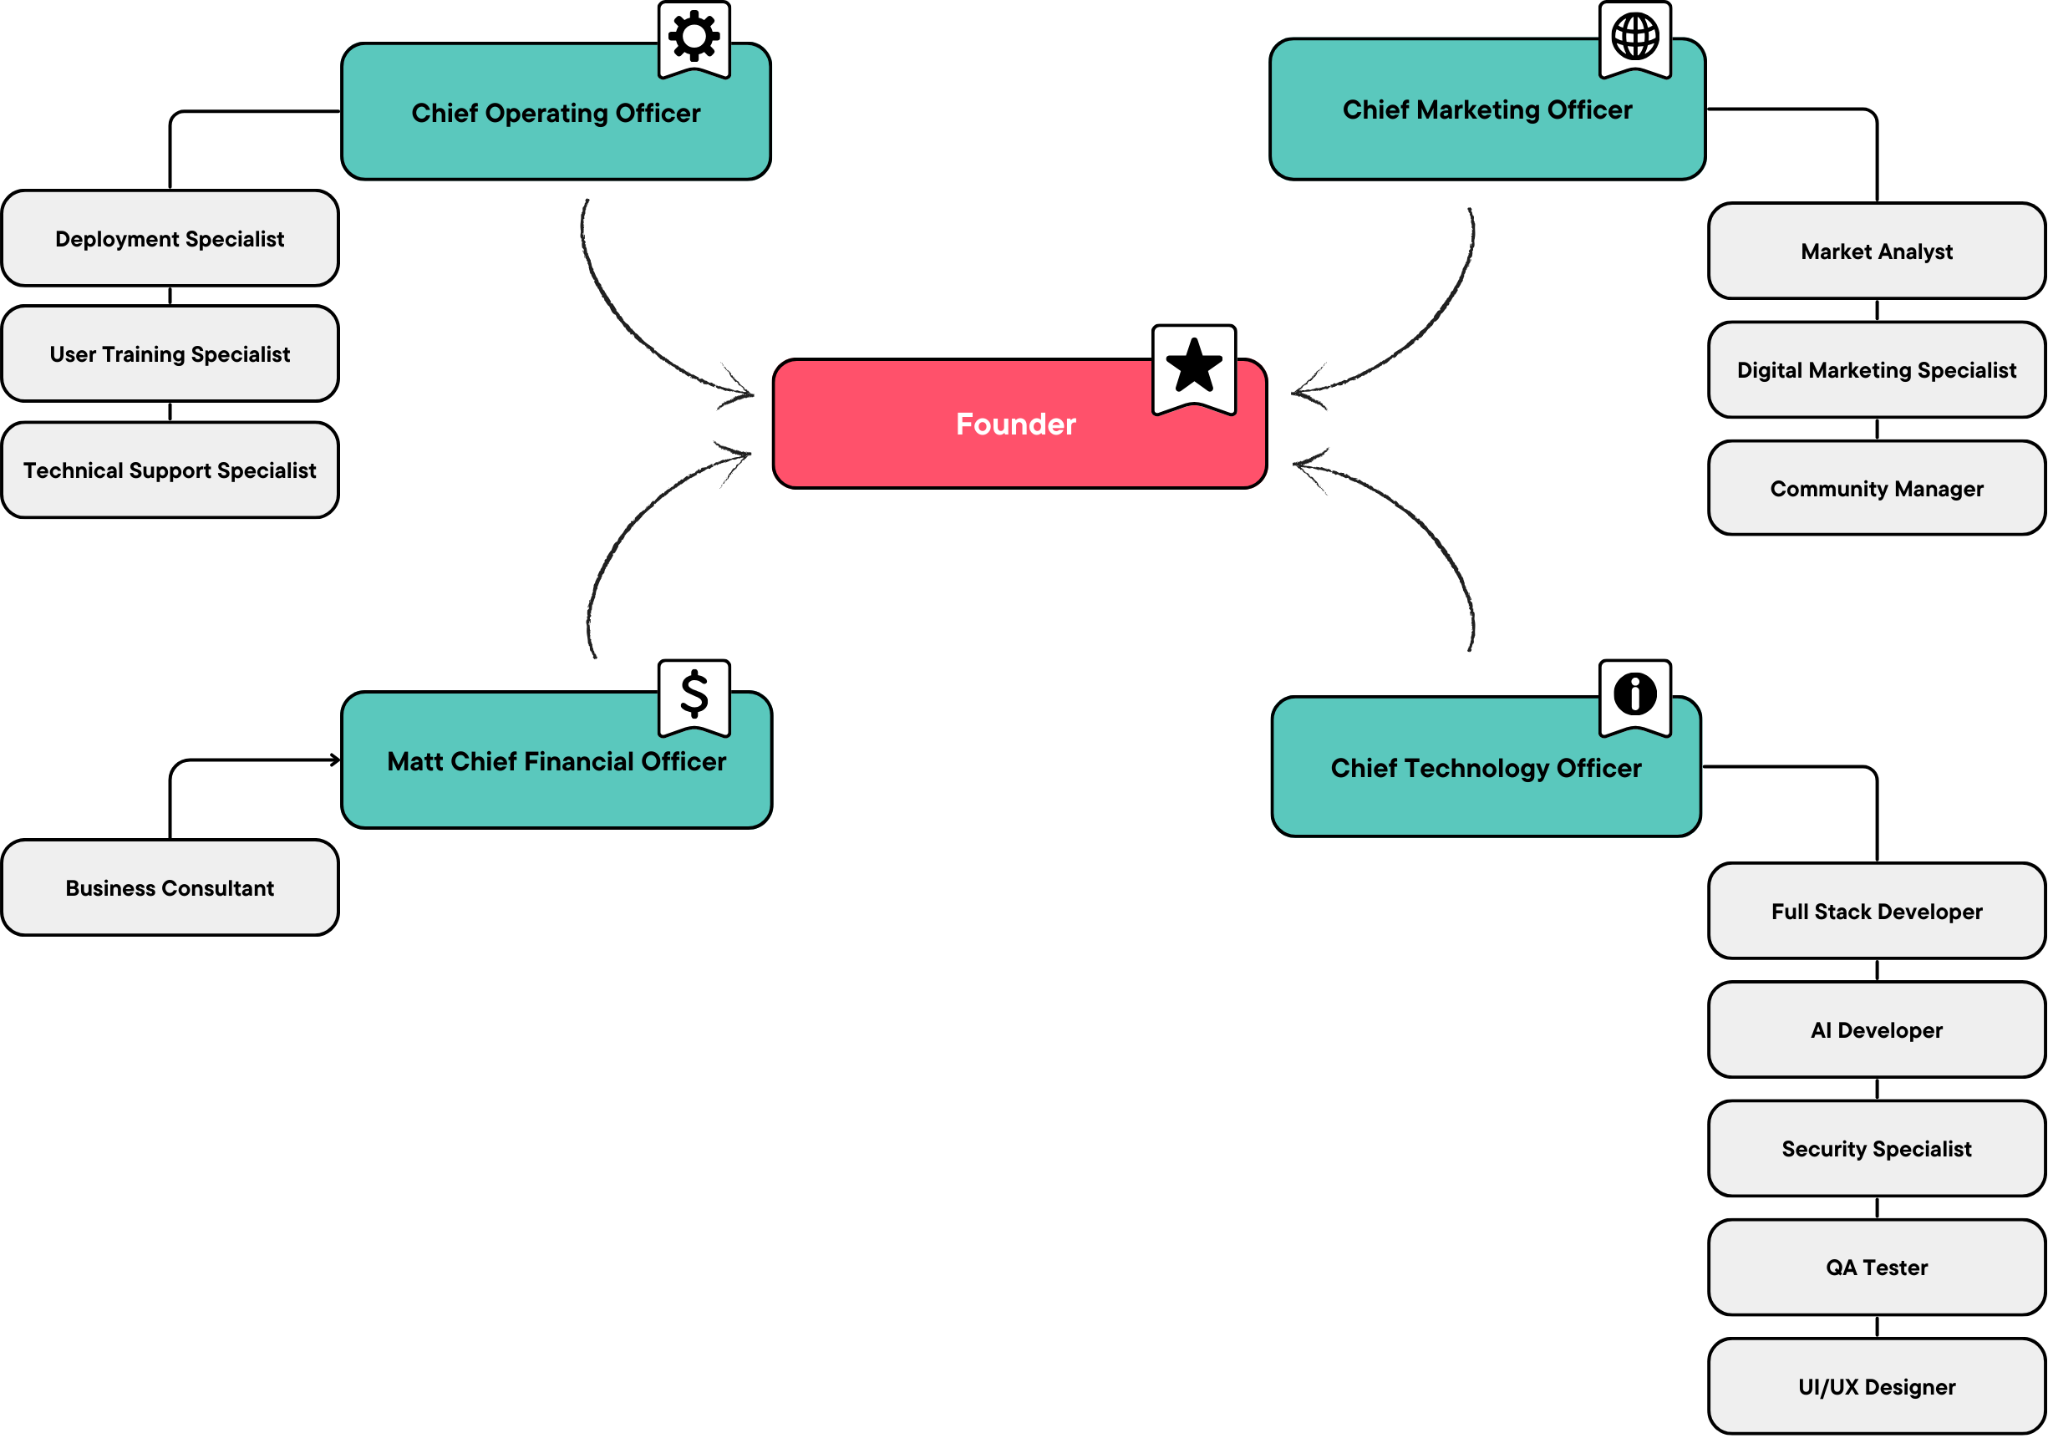 Chief Operating Officer
Deployment Specialist
User Training Specialist
Technical Support Specialist
Chief Marketing Officer
Market Analyst
Digital Marketing Specialist
Community Manager
Founder
Matt Chief Financial Officer
Business Consultant
Chief Technology Officer
Full Stack Developer
AI Developer
Security Specialist
QA Tester
UI/UX Designer